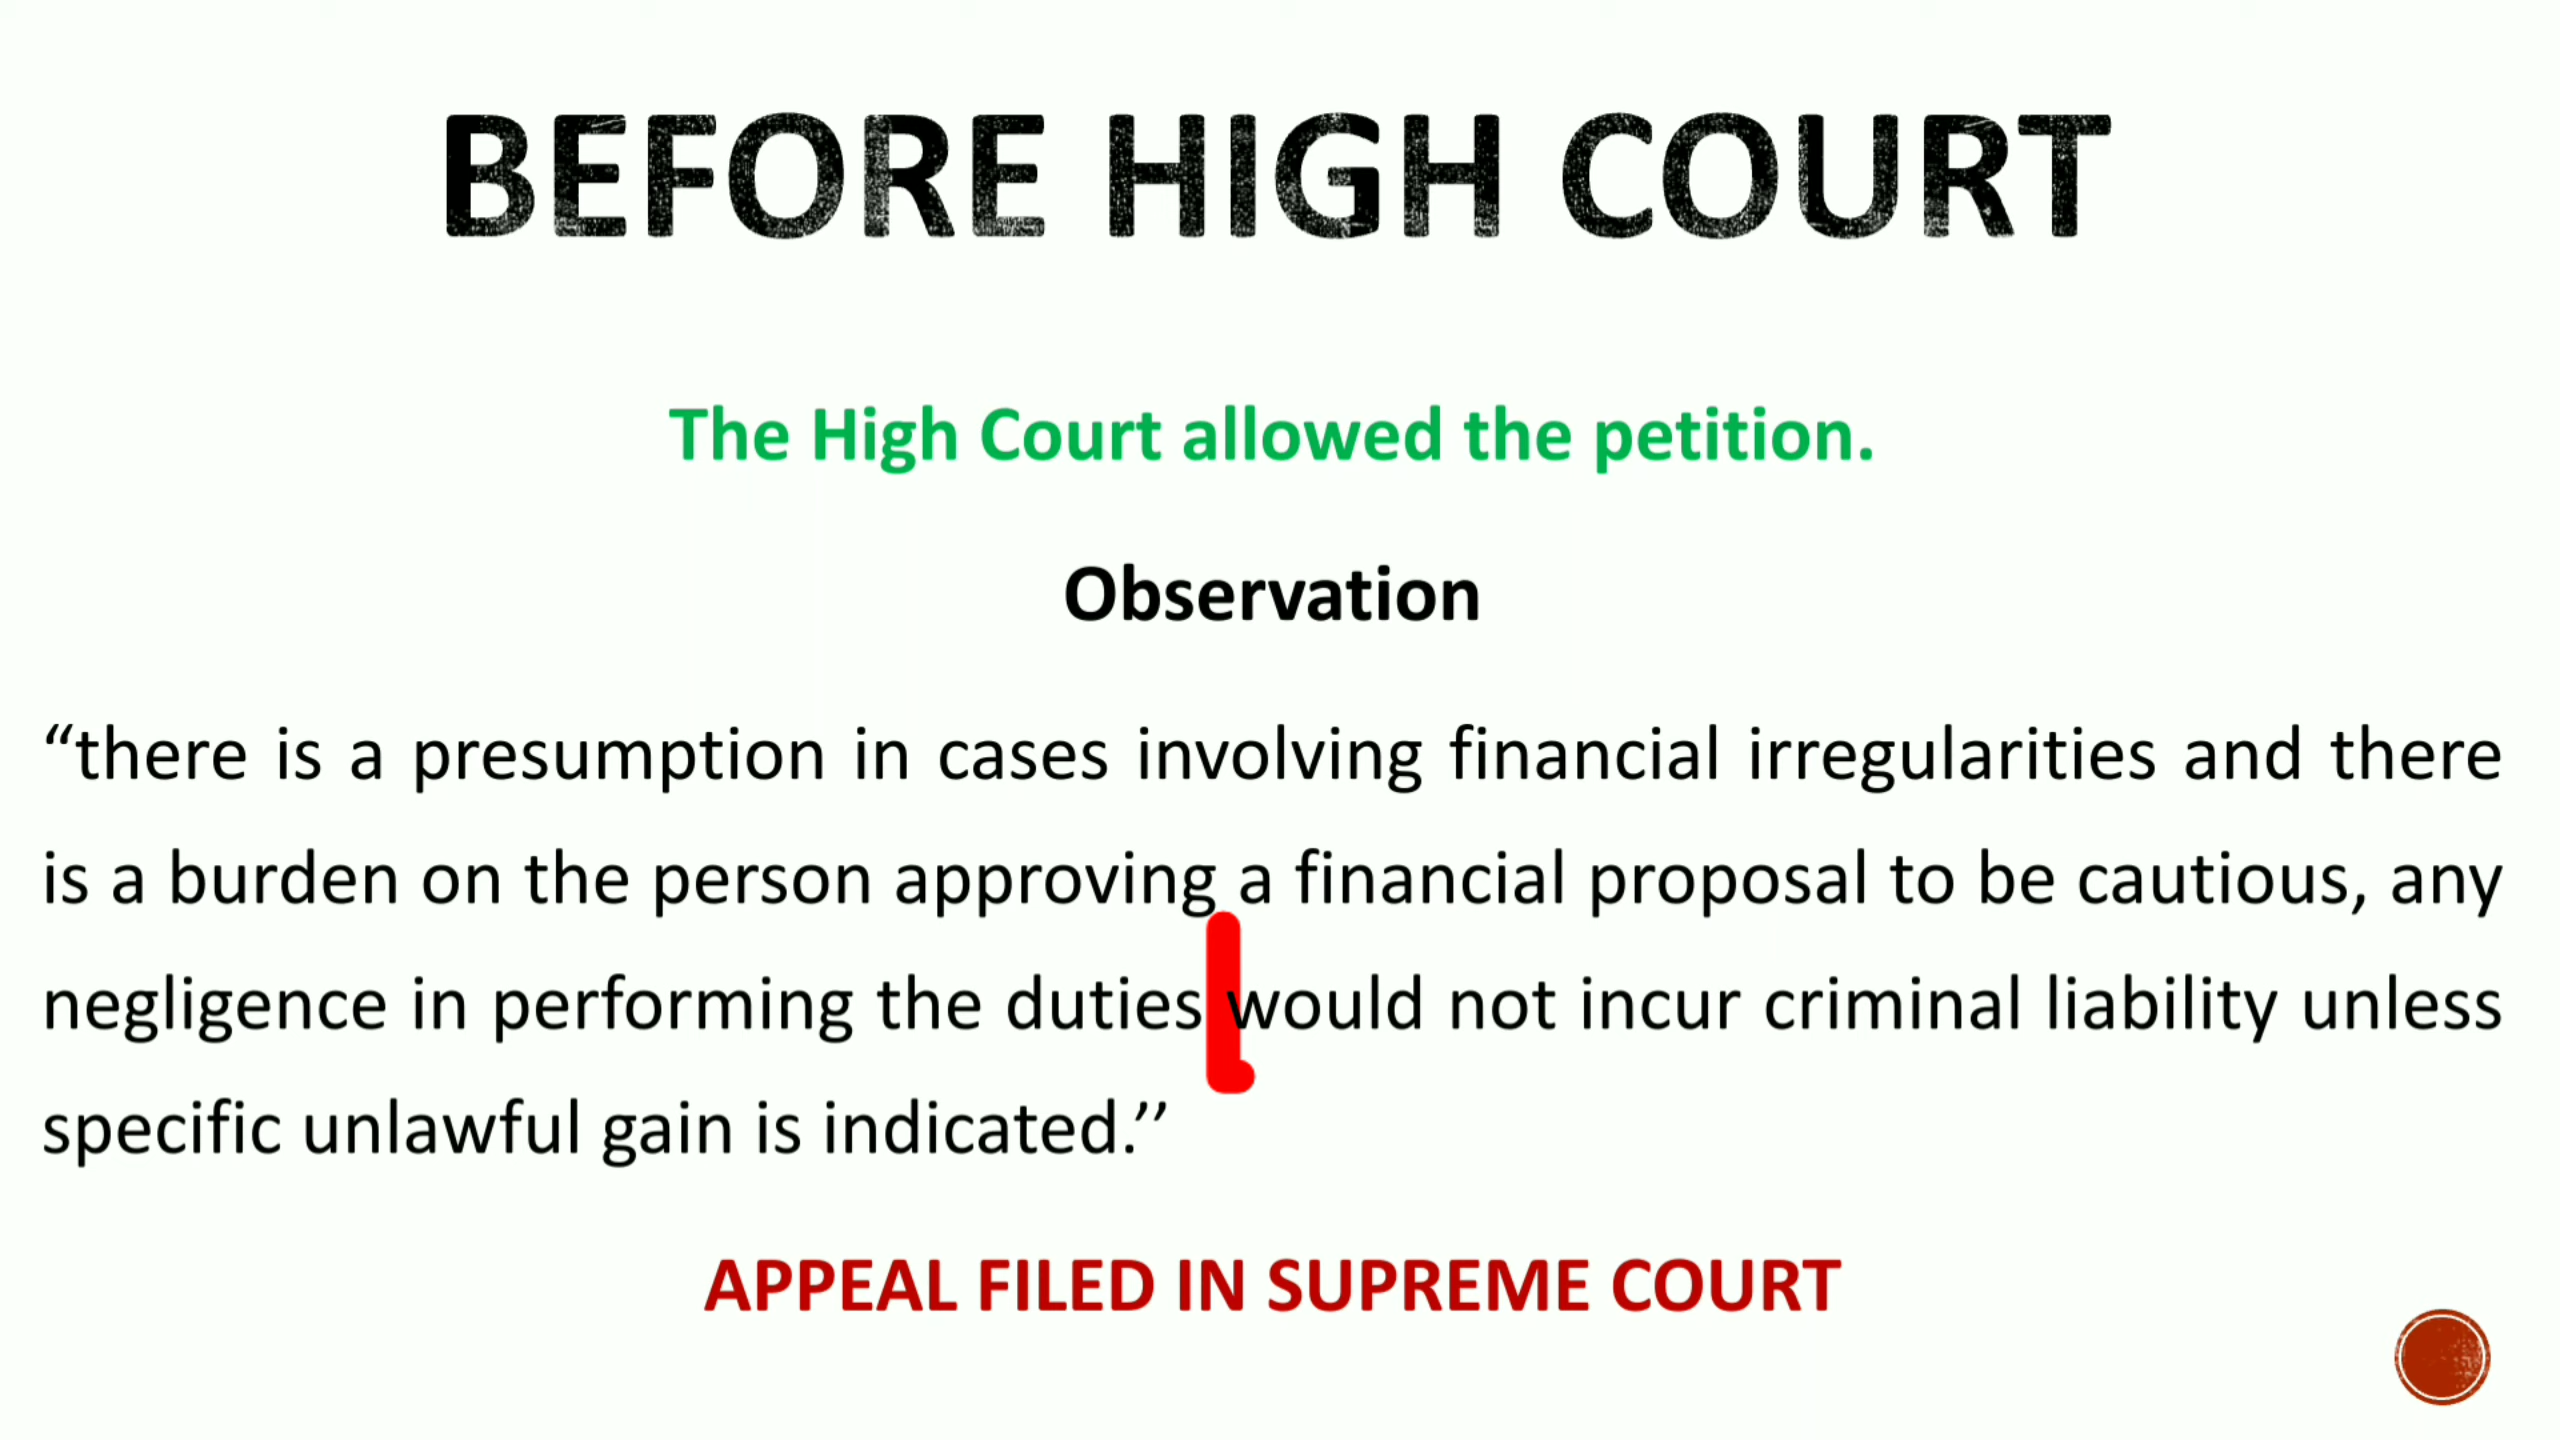 BEFORE HIGH COURT
The High Court allowed the petition.
Observation
“there is a presumption in cases involving financial irregularities and there
is a burden on the person approving a financial proposal to be cautious, any
negligence in performing the duties would not incur criminal liability unless
specific unlawful gain is indicated.’’
APPEAL FILED IN SUPREME COURT